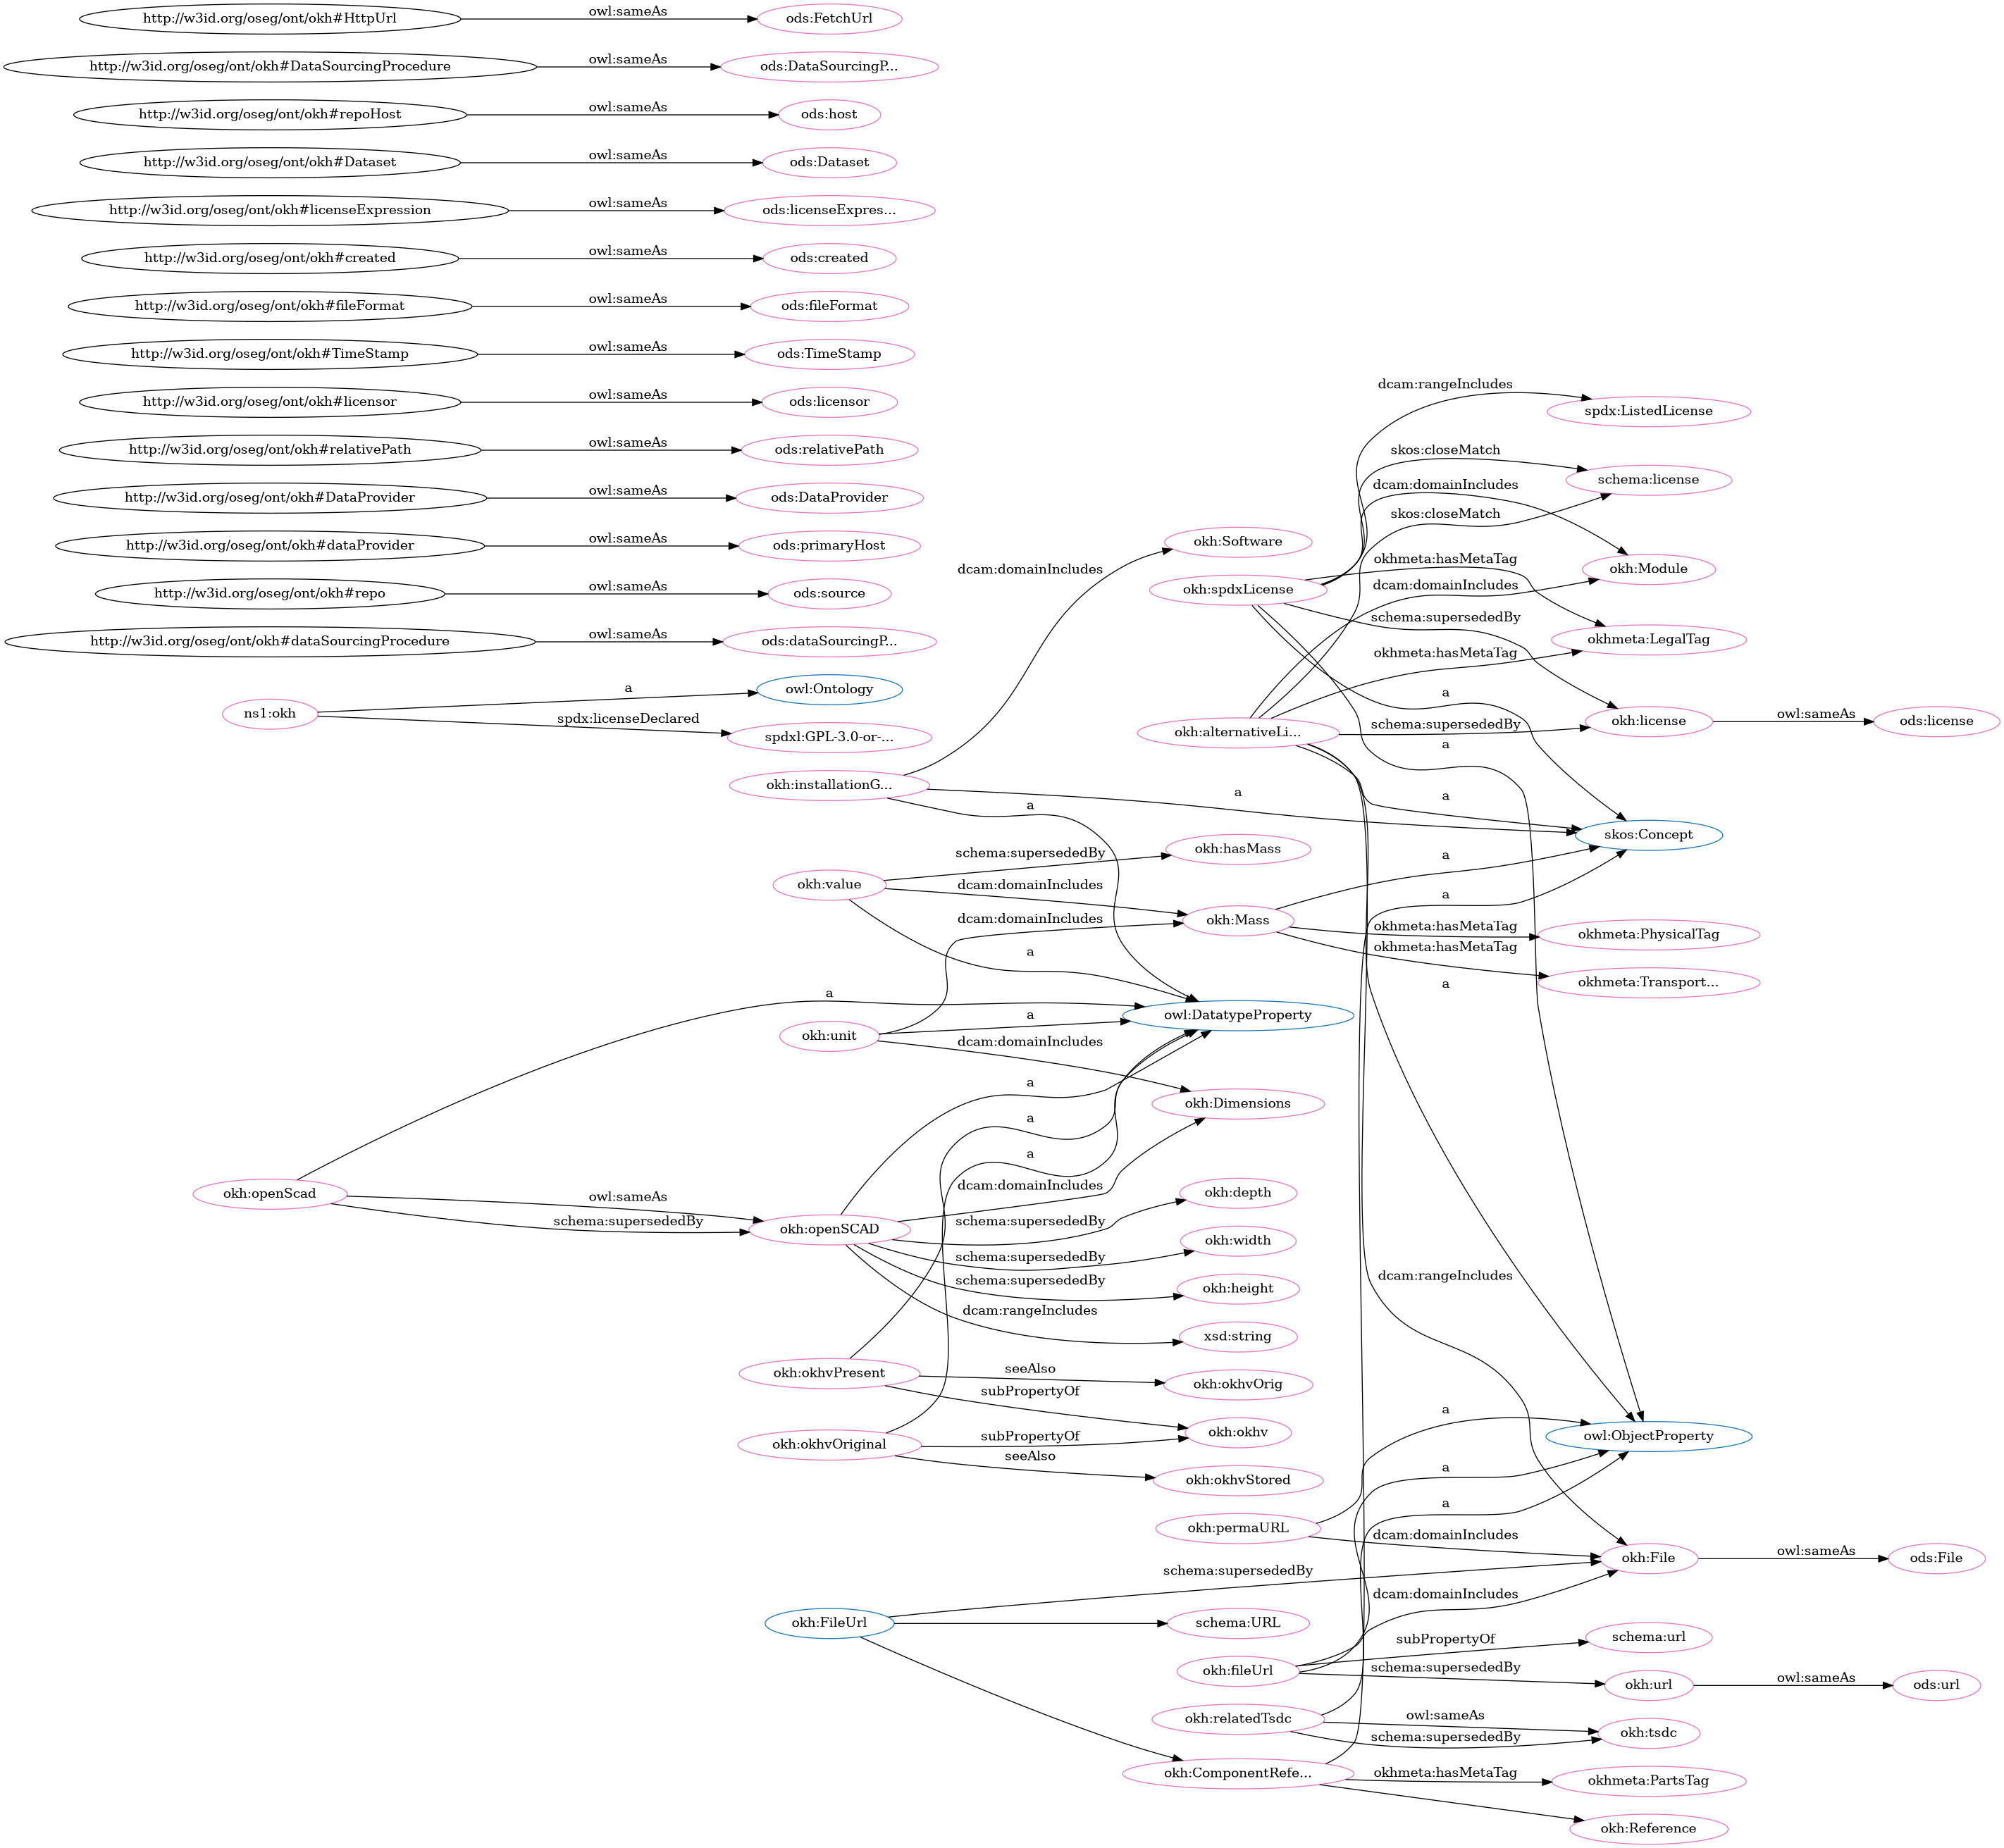 http://w3id.org/oseg/ont/okh#HttpUrl owl:sameAs ods:FetchUrl
http://w3id.org/oseg/ont/okh#DataSourcingProcedure owl:sameAs ods:DataSourcingP...
http://w3id.org/oseg/ont/okh#repoHost owl:sameAs ods:host
http://w3id.org/oseg/ont/okh#Dataset owl:sameAs ods:Dataset
http://w3id.org/oseg/ont/okh#licenseExpression owl:sameAs ods:licenseExpres...
http://w3id.org/oseg/ont/okh#created owl:sameAs ods:created
http://w3id.org/oseg/ont/okh#fileFormat owl:sameAs ods:fileFormat
http://w3id.org/oseg/ont/okh#TimeStamp owl:sameAs ods:TimeStamp
http://w3id.org/oseg/ont/okh#licensor owl:sameAs ods:licensor
http://w3id.org/oseg/ont/okh#relativePath owl:sameAs ods:relativePath
http://w3id.org/oseg/ont/okh#DataProvider owl:sameAs ods:DataProvider
http://w3id.org/oseg/ont/okh#dataProvider owl:sameAs ods:primaryHost
http://w3id.org/oseg/ont/okh#repo owl:sameAs ods:source
http://w3id.org/oseg/ont/okh#dataSourcingProcedure owl:sameAs ods:dataSourcingP...
ns1:okh
a
owl:Ontology
spdx:licenseDeclared
spdxl:GPL-3.0-or-...
okh:installationG...
dcam:domainIncludes
okh:Software
a
a
okh:value
schema:supersededBy
okh:hasMass
dcam:domainIncludes
okh:Mass
a
okh:unit
dcam:domainIncludes
a
owl:DatatypeProperty
dcam:domainIncludes
okh:Dimensions
okh:openScad
a
owl:sameAs
schema:supersededBy
okh:openSCAD
a
dcam:domainIncludes
schema:supersededBy
okh:depth
schema:supersededBy
okh:width
schema:supersededBy
okh:height
dcam:rangeIncludes
xsd:string
okh:okhvPresent
a
seeAlso
okh:okhvOrig
subPropertyOf
okh:okhv
okh:okhvOriginal
a
subPropertyOf
seeAlso
okh:okhvStored
okh:FileUrl
schema:supersededBy
schema:URL
okh:spdxLicense
dcam:rangeIncludes
spdx:ListedLicense
skos:closeMatch
schema:license
dcam:domainIncludes
okh:Module
okhmeta:hasMetaTag
okhmeta:LegalTag
schema:supersededBy
okh:license
owl:sameAs
ods:license
a
a
okh:alternativeLi...
skos:closeMatch
dcam:domainIncludes
okhmeta:hasMetaTag
schema:supersededBy
a
skos:Concept
a
dcam:rangeIncludes
a
okhmeta:hasMetaTag
okhmeta:PhysicalTag
okhmeta:hasMetaTag
okhmeta:Transport...
okh:permaURL
a
a
owl:ObjectProperty
dcam:domainIncludes
okh:File
owl:sameAs
ods:File
okh:fileUrl
a
dcam:domainIncludes
subPropertyOf
schema:url
schema:supersededBy
okh:url
owl:sameAs
ods:url
okh:relatedTsdc
a
owl:sameAs
schema:supersededBy
okh:tsdc
okh:ComponentRefe...
okhmeta:hasMetaTag
okhmeta:PartsTag
okh:Reference